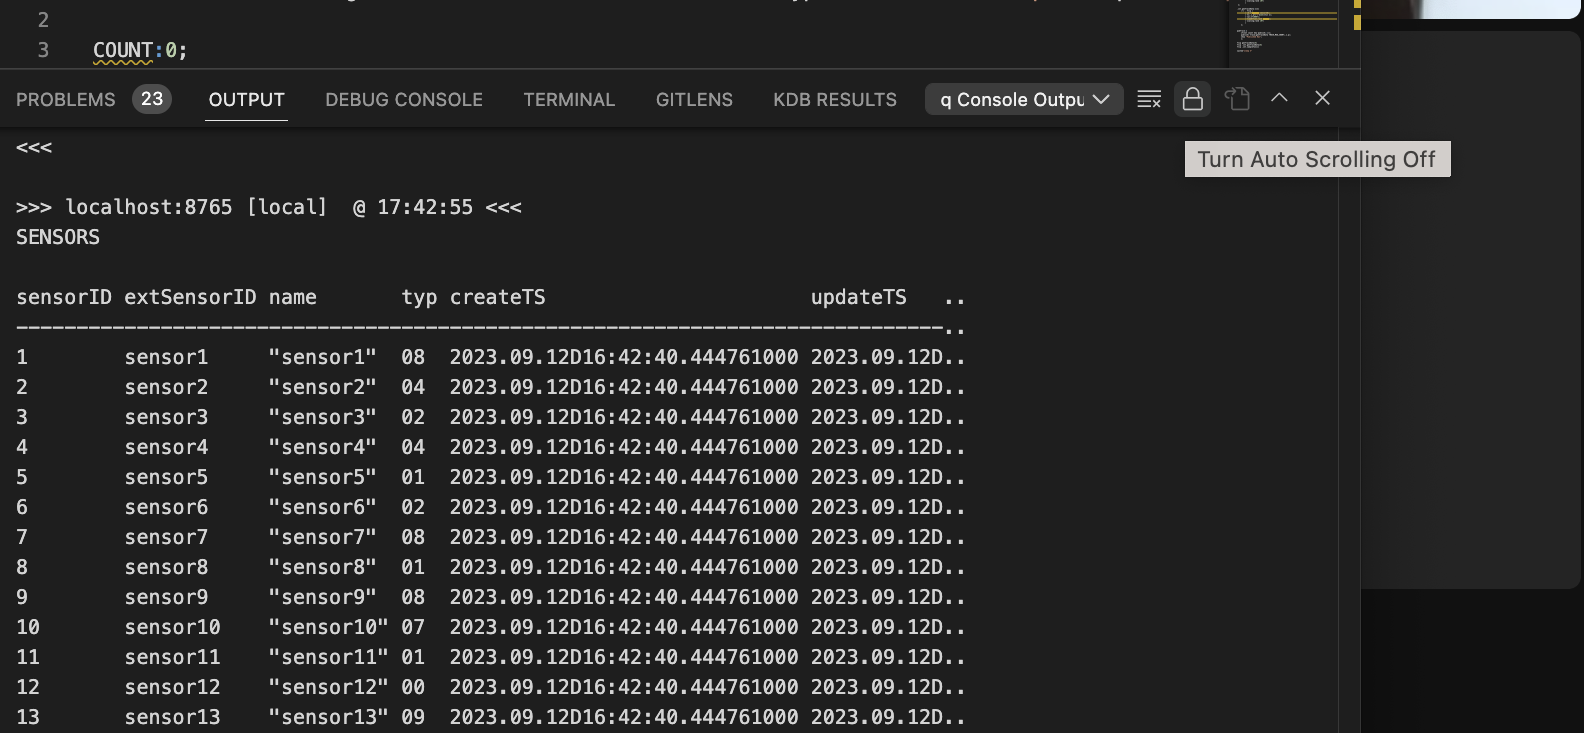 2
3 COUNT:0;
PROBLEMS 23 OUTPUT DEBUG CONSOLE TERMINAL GITLENS KDB RESULTS q Console Outpu
<<<
Turn Auto Scrolling Off
>>> localhost:8765 [local]  @ 17:42:55 <<<
SENSORS
sensorID extSensorID name       typ createTS                      updateTS   ..
-----------------------------------------------------------------------------..
1        sensor1     "sensor1"  08  2023.09.12D16:42:40.444761000 2023.09.12D..
2        sensor2     "sensor2"  04  2023.09.12D16:42:40.444761000 2023.09.12D..
3        sensor3     "sensor3"  02  2023.09.12D16:42:40.444761000 2023.09.12D..
4        sensor4     "sensor4"  04  2023.09.12D16:42:40.444761000 2023.09.12D..
5        sensor5     "sensor5"  01  2023.09.12D16:42:40.444761000 2023.09.12D..
6        sensor6     "sensor6"  02  2023.09.12D16:42:40.444761000 2023.09.12D..
7        sensor7     "sensor7"  08  2023.09.12D16:42:40.444761000 2023.09.12D..
8        sensor8     "sensor8"  01  2023.09.12D16:42:40.444761000 2023.09.12D..
9        sensor9     "sensor9"  08  2023.09.12D16:42:40.444761000 2023.09.12D..
10       sensor10    "sensor10" 07  2023.09.12D16:42:40.444761000 2023.09.12D..
11       sensor11    "sensor11" 01  2023.09.12D16:42:40.444761000 2023.09.12D..
12       sensor12    "sensor12" 00  2023.09.12D16:42:40.444761000 2023.09.12D..
13       sensor13    "sensor13" 09  2023.09.12D16:42:40.444761000 2023.09.12D..